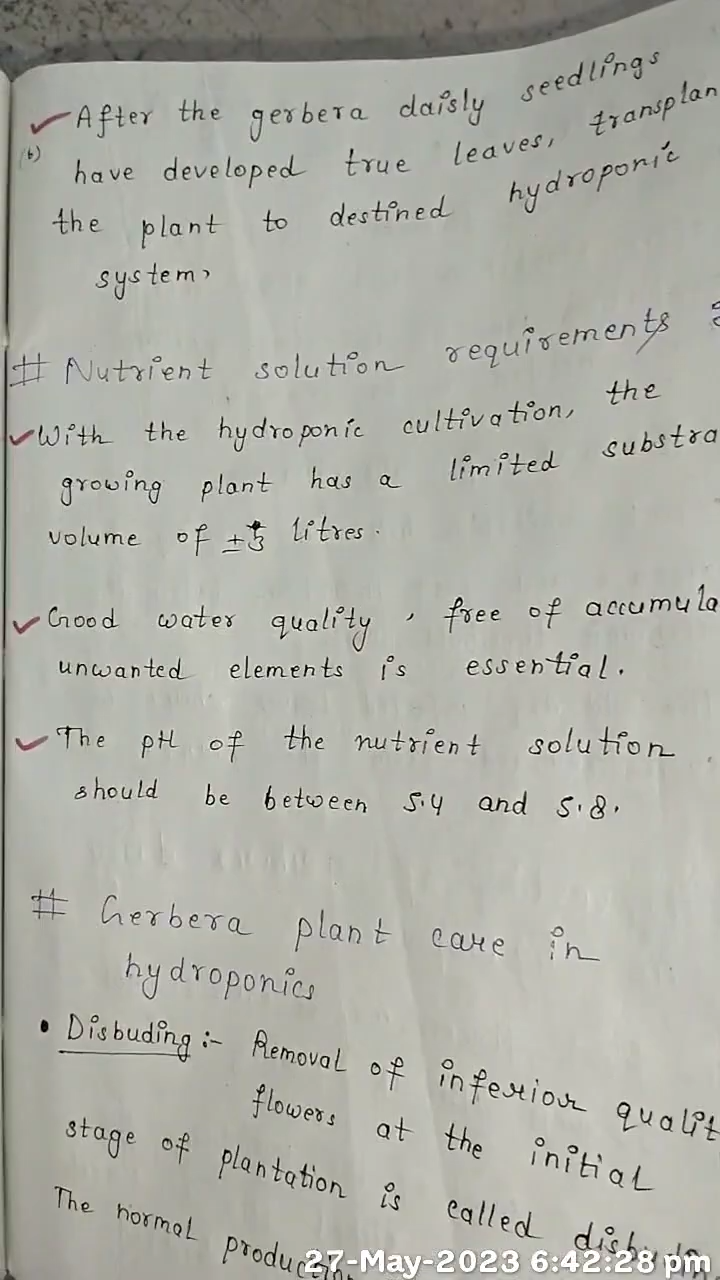 After the gerbera daisly seedlings
(b) have developed true leaves, transplan
the plant to destined hydroponic
system,
# Nutrient solution requirements :
With the hydroponic cultivation, the
growing plant has a limited substra
volume of ± litres.
Good water quality, free of accumula
unwanted elements is essential.
The pH of the nutrient solution
should be between 5.4 and 5.8.
# Gerbera plant care in
hydroponics
• Disbuding :- Removal of inferior qualit
flowers at the initial
stage of plantation is called disbudin
The normal production
27-May-2023 6:42:28 pm